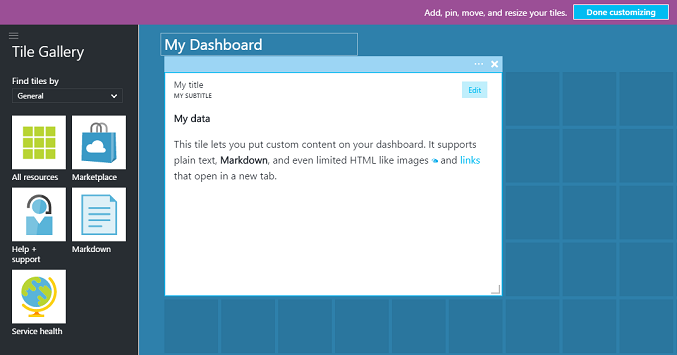 Add, pin, move, and resize your tiles.
Done customizing
Tile Gallery
Find tiles by
General
All resources
Marketplace
Help +
support
Markdown
Service health
My Dashboard
My title
MY SUBTITLE
Edit
My data
This tile lets you put custom content on your dashboard. It supports
plain text, Markdown, and even limited HTML like images and links
that open in a new tab.